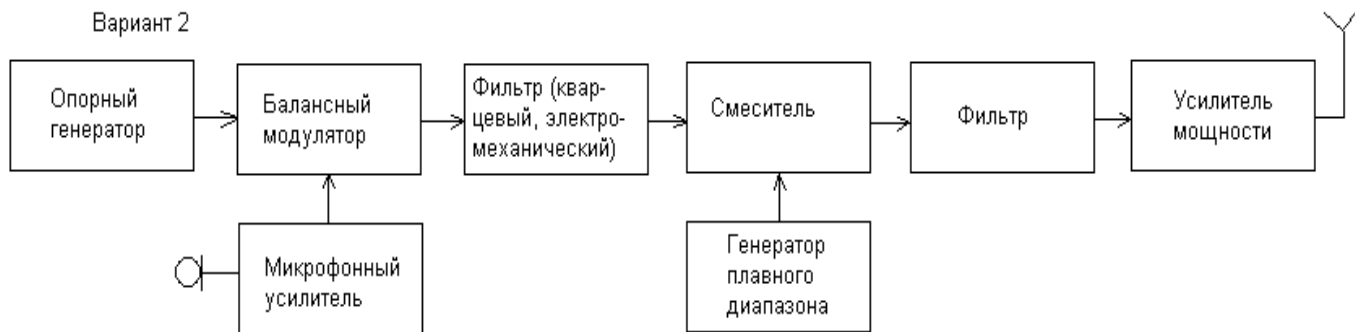 Вариант 2
Опорный
генератор
Балансный
модулятор
Фильтр (квар-
цевый, электро-
механический)
Смеситель
Фильтр
Усилитель
мощности
Микрофонный
усилитель
Генератор
плавного
диапазона